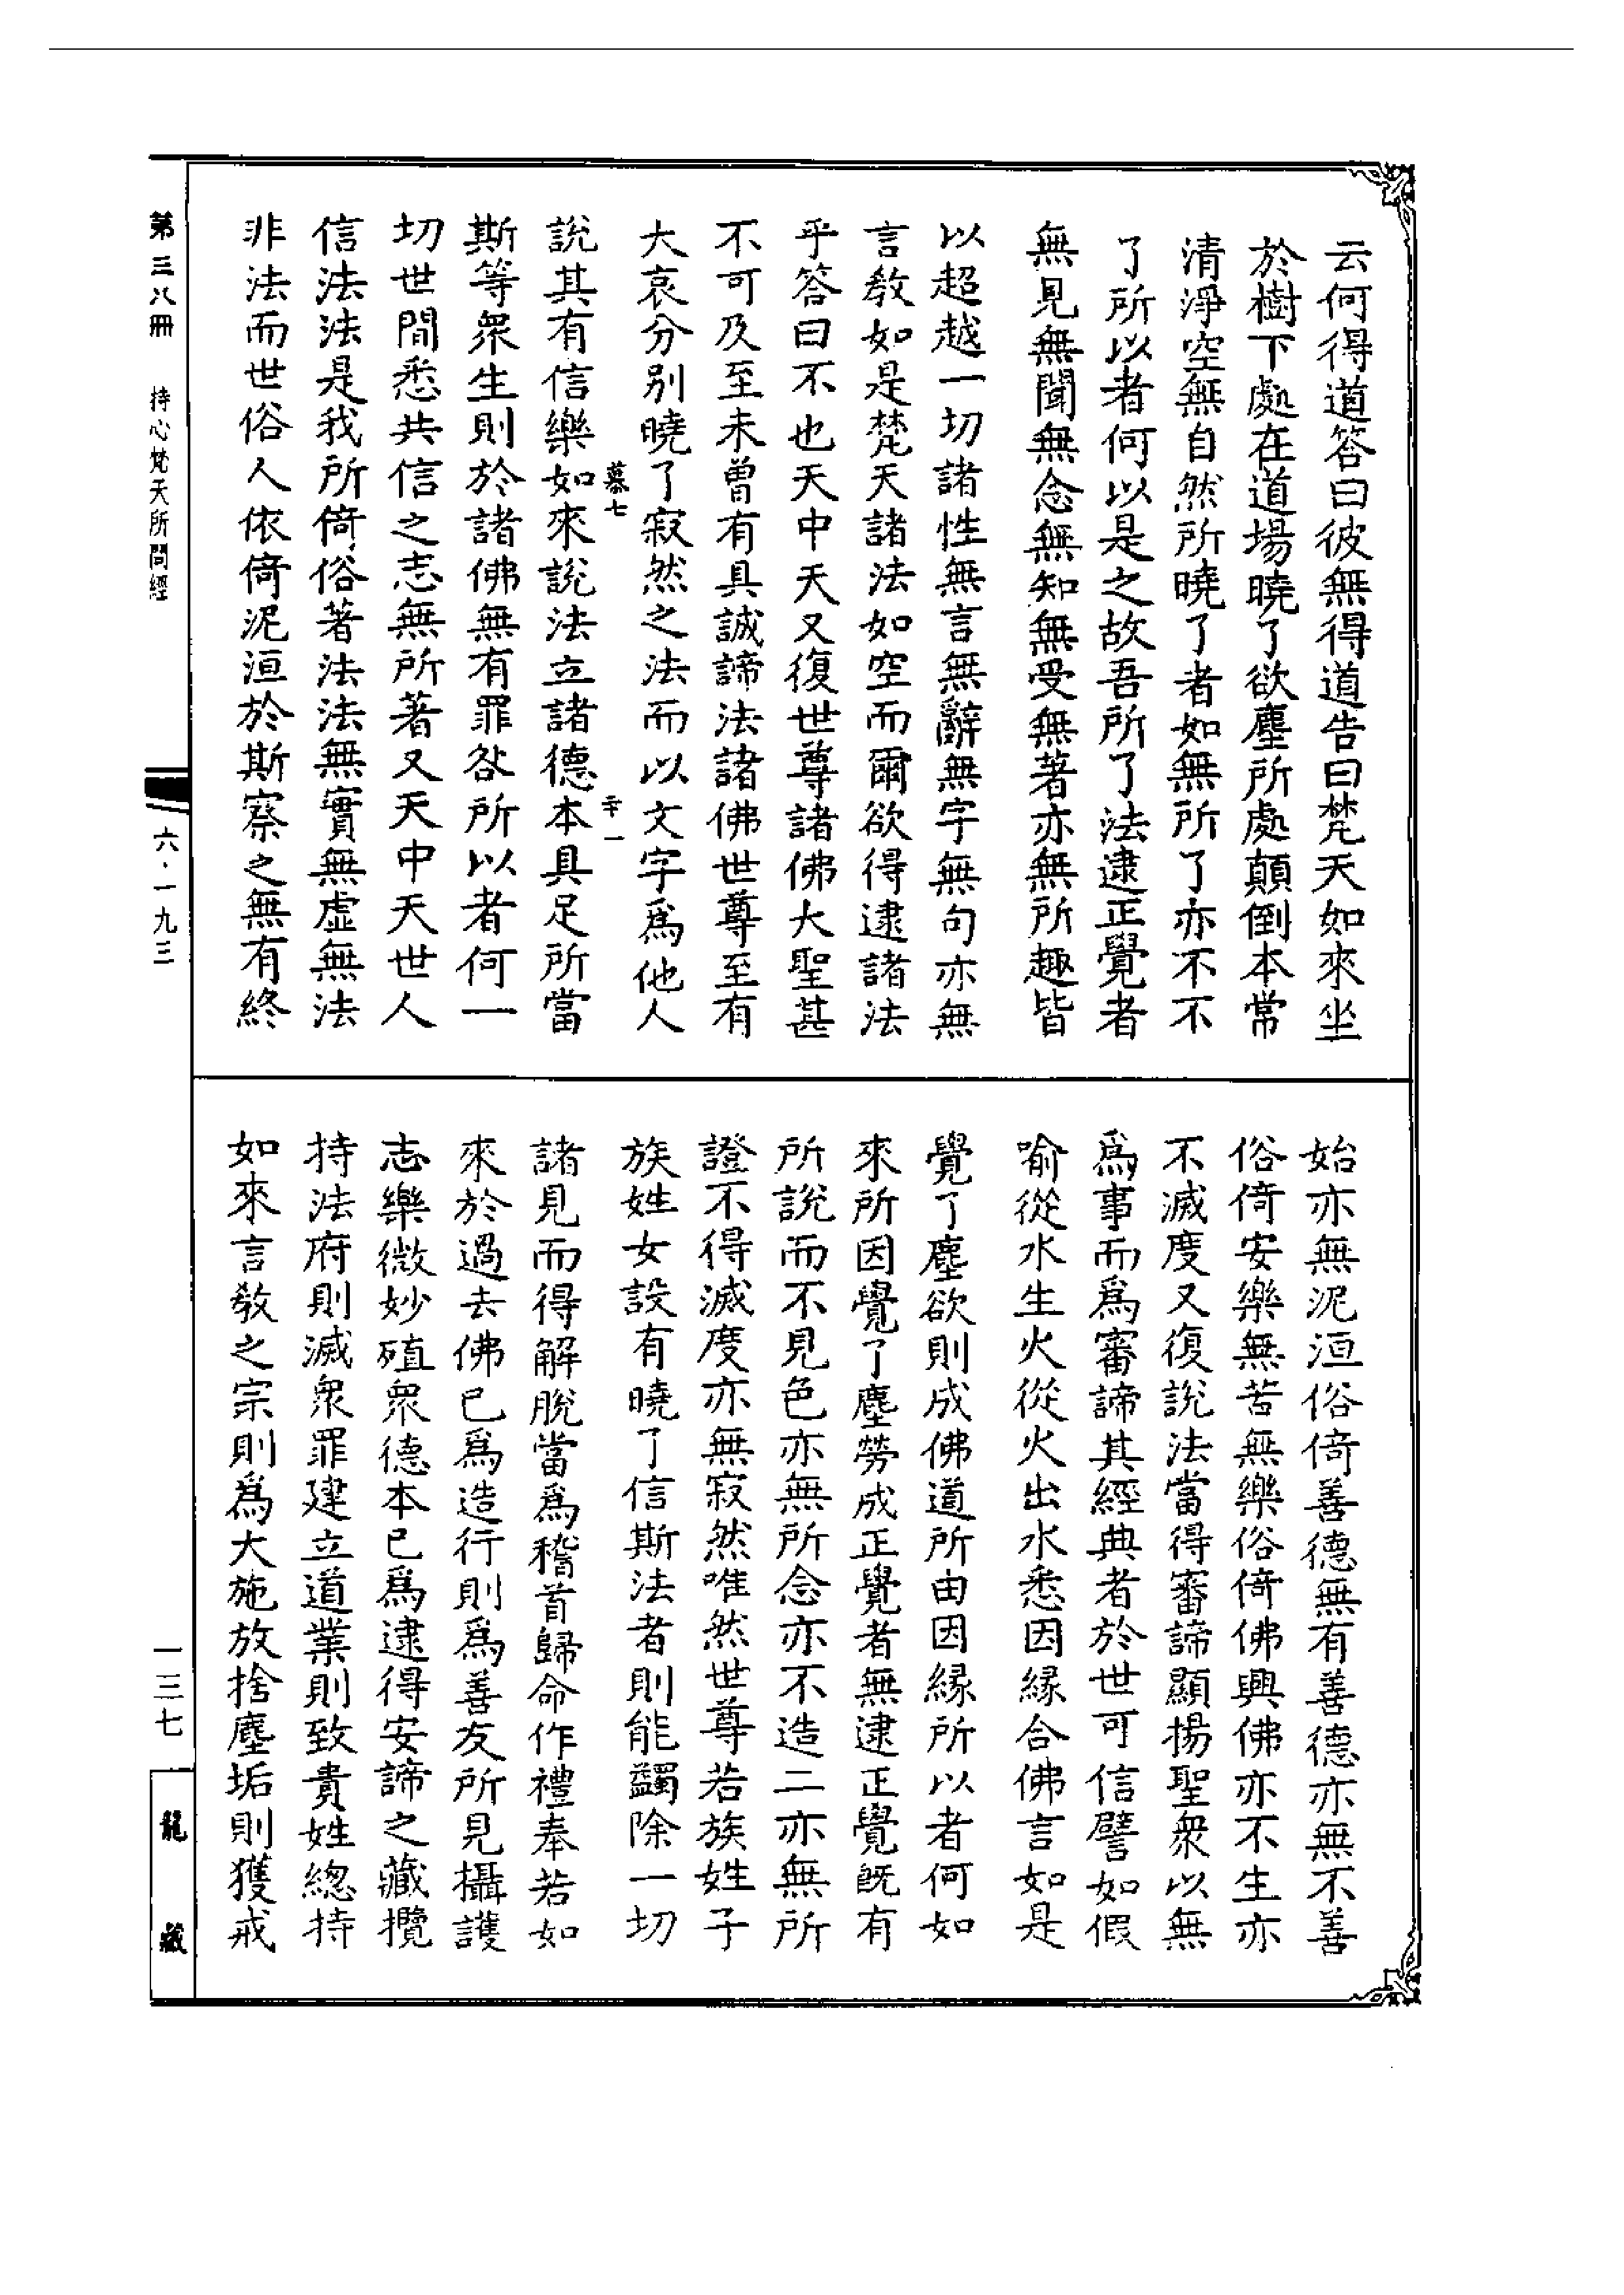 云何得道答曰彼無得道告曰梵天如來坐
於樹下處在道場曉了欲塵所處顛倒本常
清淨空無自然所曉了者如無所了亦不不
了所以者何以是之故吾所了法逮正覺者
無見無聞無念無知無受無著亦無所趣皆
以超越一切諸性無言無辭無字無句亦無
言教如是梵天諸法如空而爾欲得逮諸法
乎答曰不也天中天又復世尊諸佛大聖甚
不可及至未曾有具誠諦法諸佛世尊至有
大哀分別曉了寂然之法而以文字爲他人
慕七 二十一
說其有信樂如來說法立諸德本具足所當
斯等衆生則於諸佛無有罪咎所以者何一
切世間悉共信之志無所著又天中天世人
信法法是我所倚俗著法法無實無虛無法
非法而世俗人依倚泥洹於斯察之無有終
始亦無泥洹俗倚善德無有善德亦無不善
俗倚安樂無苦無樂俗倚佛興佛亦不生亦
不滅度又復說法當得審諦顯揚聖衆以無
爲事而爲審諦其經典者於世可信譬如假
喻從水生火從火出水悉因緣合佛言如是
覺了塵欲則成佛道所由因緣所以者何如
來所因覺了塵勞成正覺者無逮正覺旣有
所說而不見色亦無所念亦不造二亦無所
證不得滅度亦無寂然唯然世尊若族姓子
族姓女設有曉了信斯法者則能蠲除一切
諸見而得解脫當爲稽首歸命作禮奉若如
來於過去佛已爲造行則爲善友所見攝護
志樂微妙殖衆德本已爲逮得安諦之藏攬
持法府則滅衆罪建立道業則致貴姓總持
如來言教之宗則爲大施放捨塵垢則獲戒
第三八冊 持心梵天所問經
六·一九三
一三七
龍藏